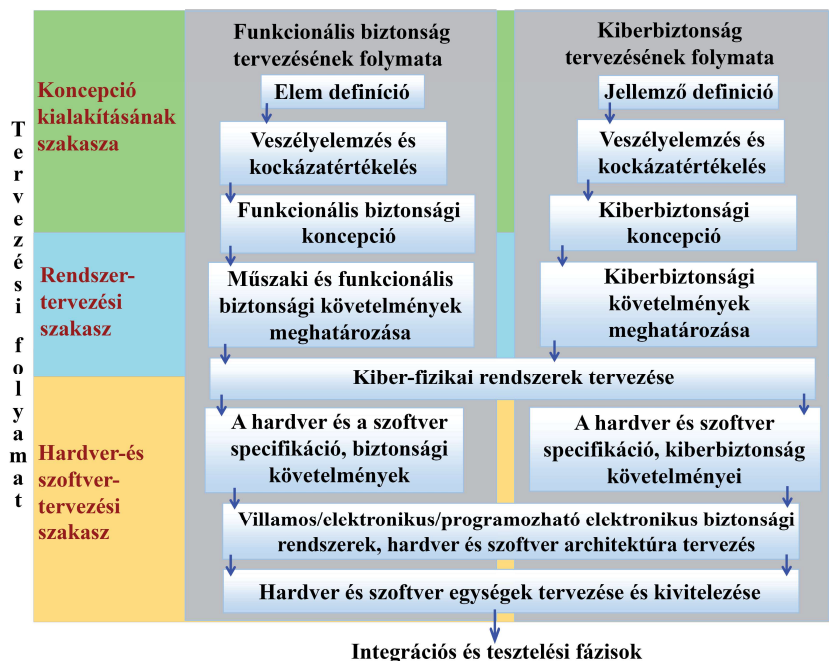 Tervezési folyamat
Koncepció
kialakításának
szakasza
Rendszer-
tervezési
szakasz
Hardver-és
szoftver-
tervezési
szakasz
Funkcionális biztonság
tervezésének folymata
Elem definíció
Veszélyelemzés és
kockázatértékelés
Funkcionális biztonsági
koncepció
Műszaki és funkcionális
biztonsági követelmények
meghatározása
Kiberbiztonság
tervezésének folymata
Jellemző definició
Veszélyelemzés és
kockázatértékelés
Kiberbiztonsági
koncepció
Kiberbiztonsági
követelmények
meghatározása
Kiber-fizikai rendszerek tervezése
A hardver és a szoftver
specifikáció, biztonsági
követelmények
A hardver és szoftver
specifikáció, kiberbiztonság
követelményei
Villamos/elektronikus/programozható elektronikus biztonsági
rendszerek, hardver és szoftver architektúra tervezés
Hardver és szoftver egységek tervezése és kivitelezése
Integrációs és tesztelési fázisok